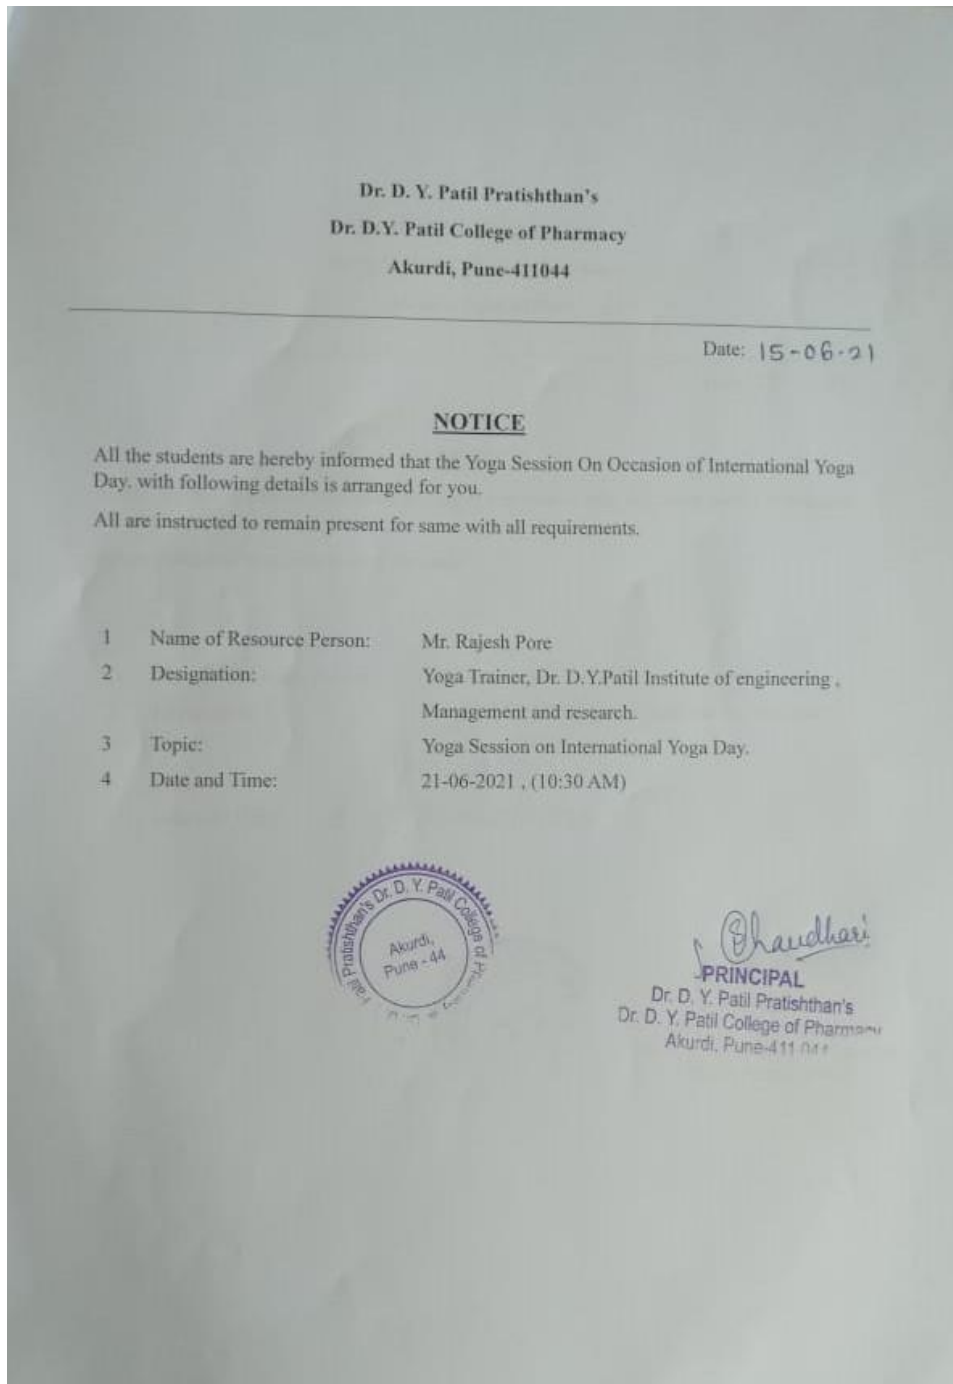 Dr. D. Y. Patil Pratishthan's
Dr. D.Y. Patil College of Pharmacy
Akurdi, Pune-411044
Date: 15-06-21
NOTICE
All the students are hereby informed that the Yoga Session On Occasion of International Yoga
Day. with following details is arranged for you.
All are instructed to remain present for same with all requirements.
1 Name of Resource Person: Mr. Rajesh Pore
2 Designation: Yoga Trainer, Dr. D.Y.Patil Institute of engineering ,
Management and research.
3 Topic: Yoga Session on International Yoga Day.
4 Date and Time: 21-06-2021 , (10:30 AM)
Patil Pratishthan's Dr. D. Y. Patil College of Pharmacy
Akurdi,
Pune - 44
Chaudhari
PRINCIPAL
Dr. D. Y. Patil Pratishthan's
Dr. D. Y. Patil College of Pharmacy
Akurdi, Pune-411 044